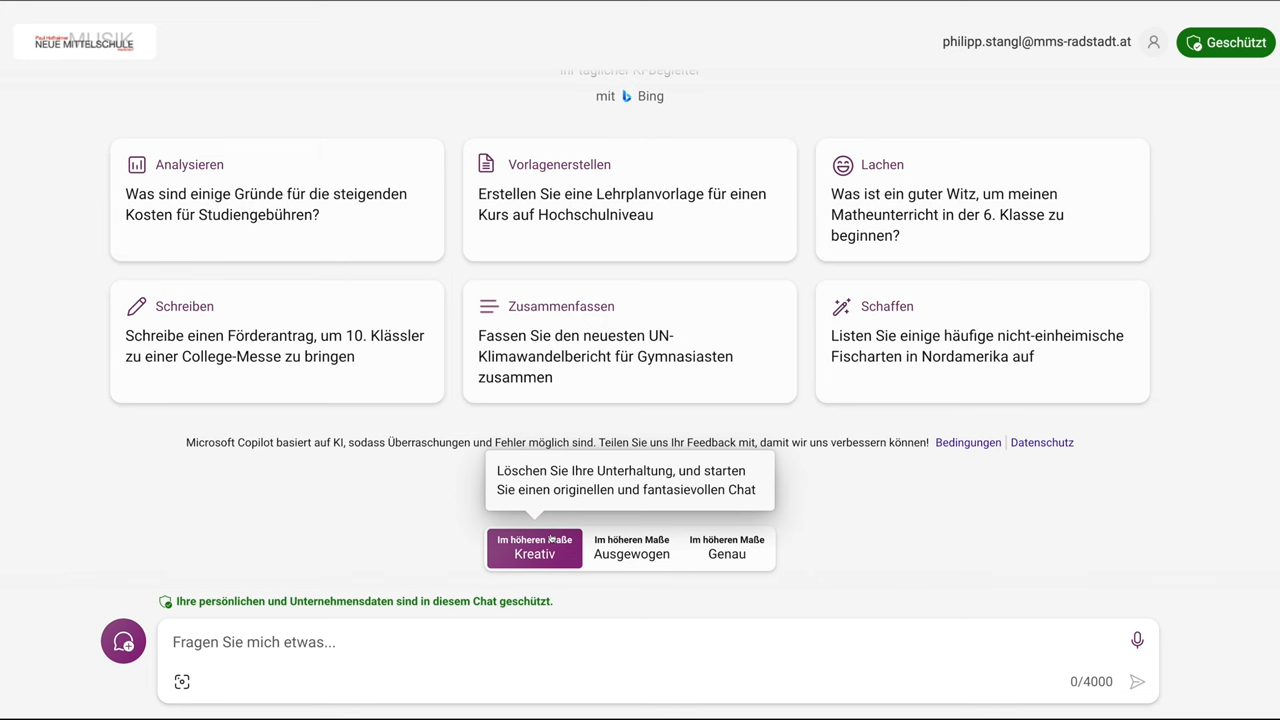 Paul Hofhaimer
MUSIK
NEUE MITTELSCHULE
philipp.stangl@mms-radstadt.at
Geschützt
Ihr täglicher KI-Begleiter
mit Bing
Analysieren
Was sind einige Gründe für die steigenden
Kosten für Studiengebühren?
Vorlagenerstellen
Erstellen Sie eine Lehrplanvorlage für einen
Kurs auf Hochschulniveau
Lachen
Was ist ein guter Witz, um meinen
Matheunterricht in der 6. Klasse zu
beginnen?
Schreiben
Schreibe einen Förderantrag, um 10. Klässler
zu einer College-Messe zu bringen
Zusammenfassen
Fassen Sie den neuesten UN-
Klimawandelbericht für Gymnasiasten
zusammen
Schaffen
Listen Sie einige häufige nicht-einheimische
Fischarten in Nordamerika auf
Microsoft Copilot basiert auf KI, sodass Überraschungen und Fehler möglich sind. Teilen Sie uns Ihr Feedback mit, damit wir uns verbessern können! Bedingungen | Datenschutz
Löschen Sie Ihre Unterhaltung, und starten
Sie einen originellen und fantasievollen Chat
Im höheren Maße
Kreativ
Im höheren Maße
Ausgewogen
Im höheren Maße
Genau
Ihre persönlichen und Unternehmensdaten sind in diesem Chat geschützt.
Fragen Sie mich etwas...
0/4000